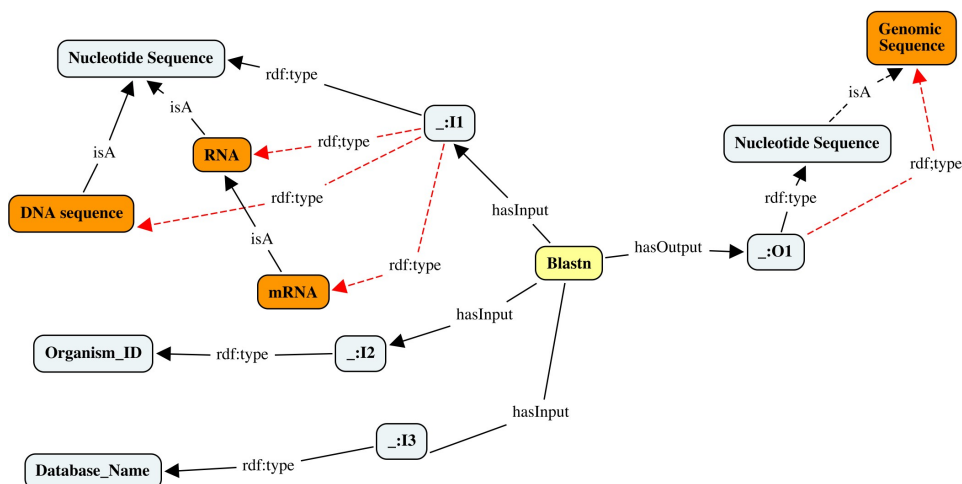 Genomic
Sequence
Nucleotide Sequence
rdf:type
isA
isA
_:I1
rdf;type
RNA
Nucleotide Sequence
isA
rdf;type
rdf:type
rdf:type
DNA sequence
hasInput
isA
hasOutput
_:O1
Blastn
rdf:type
mRNA
hasInput
Organism_ID
rdf:type
_:I2
hasInput
_:I3
rdf:type
Database_Name